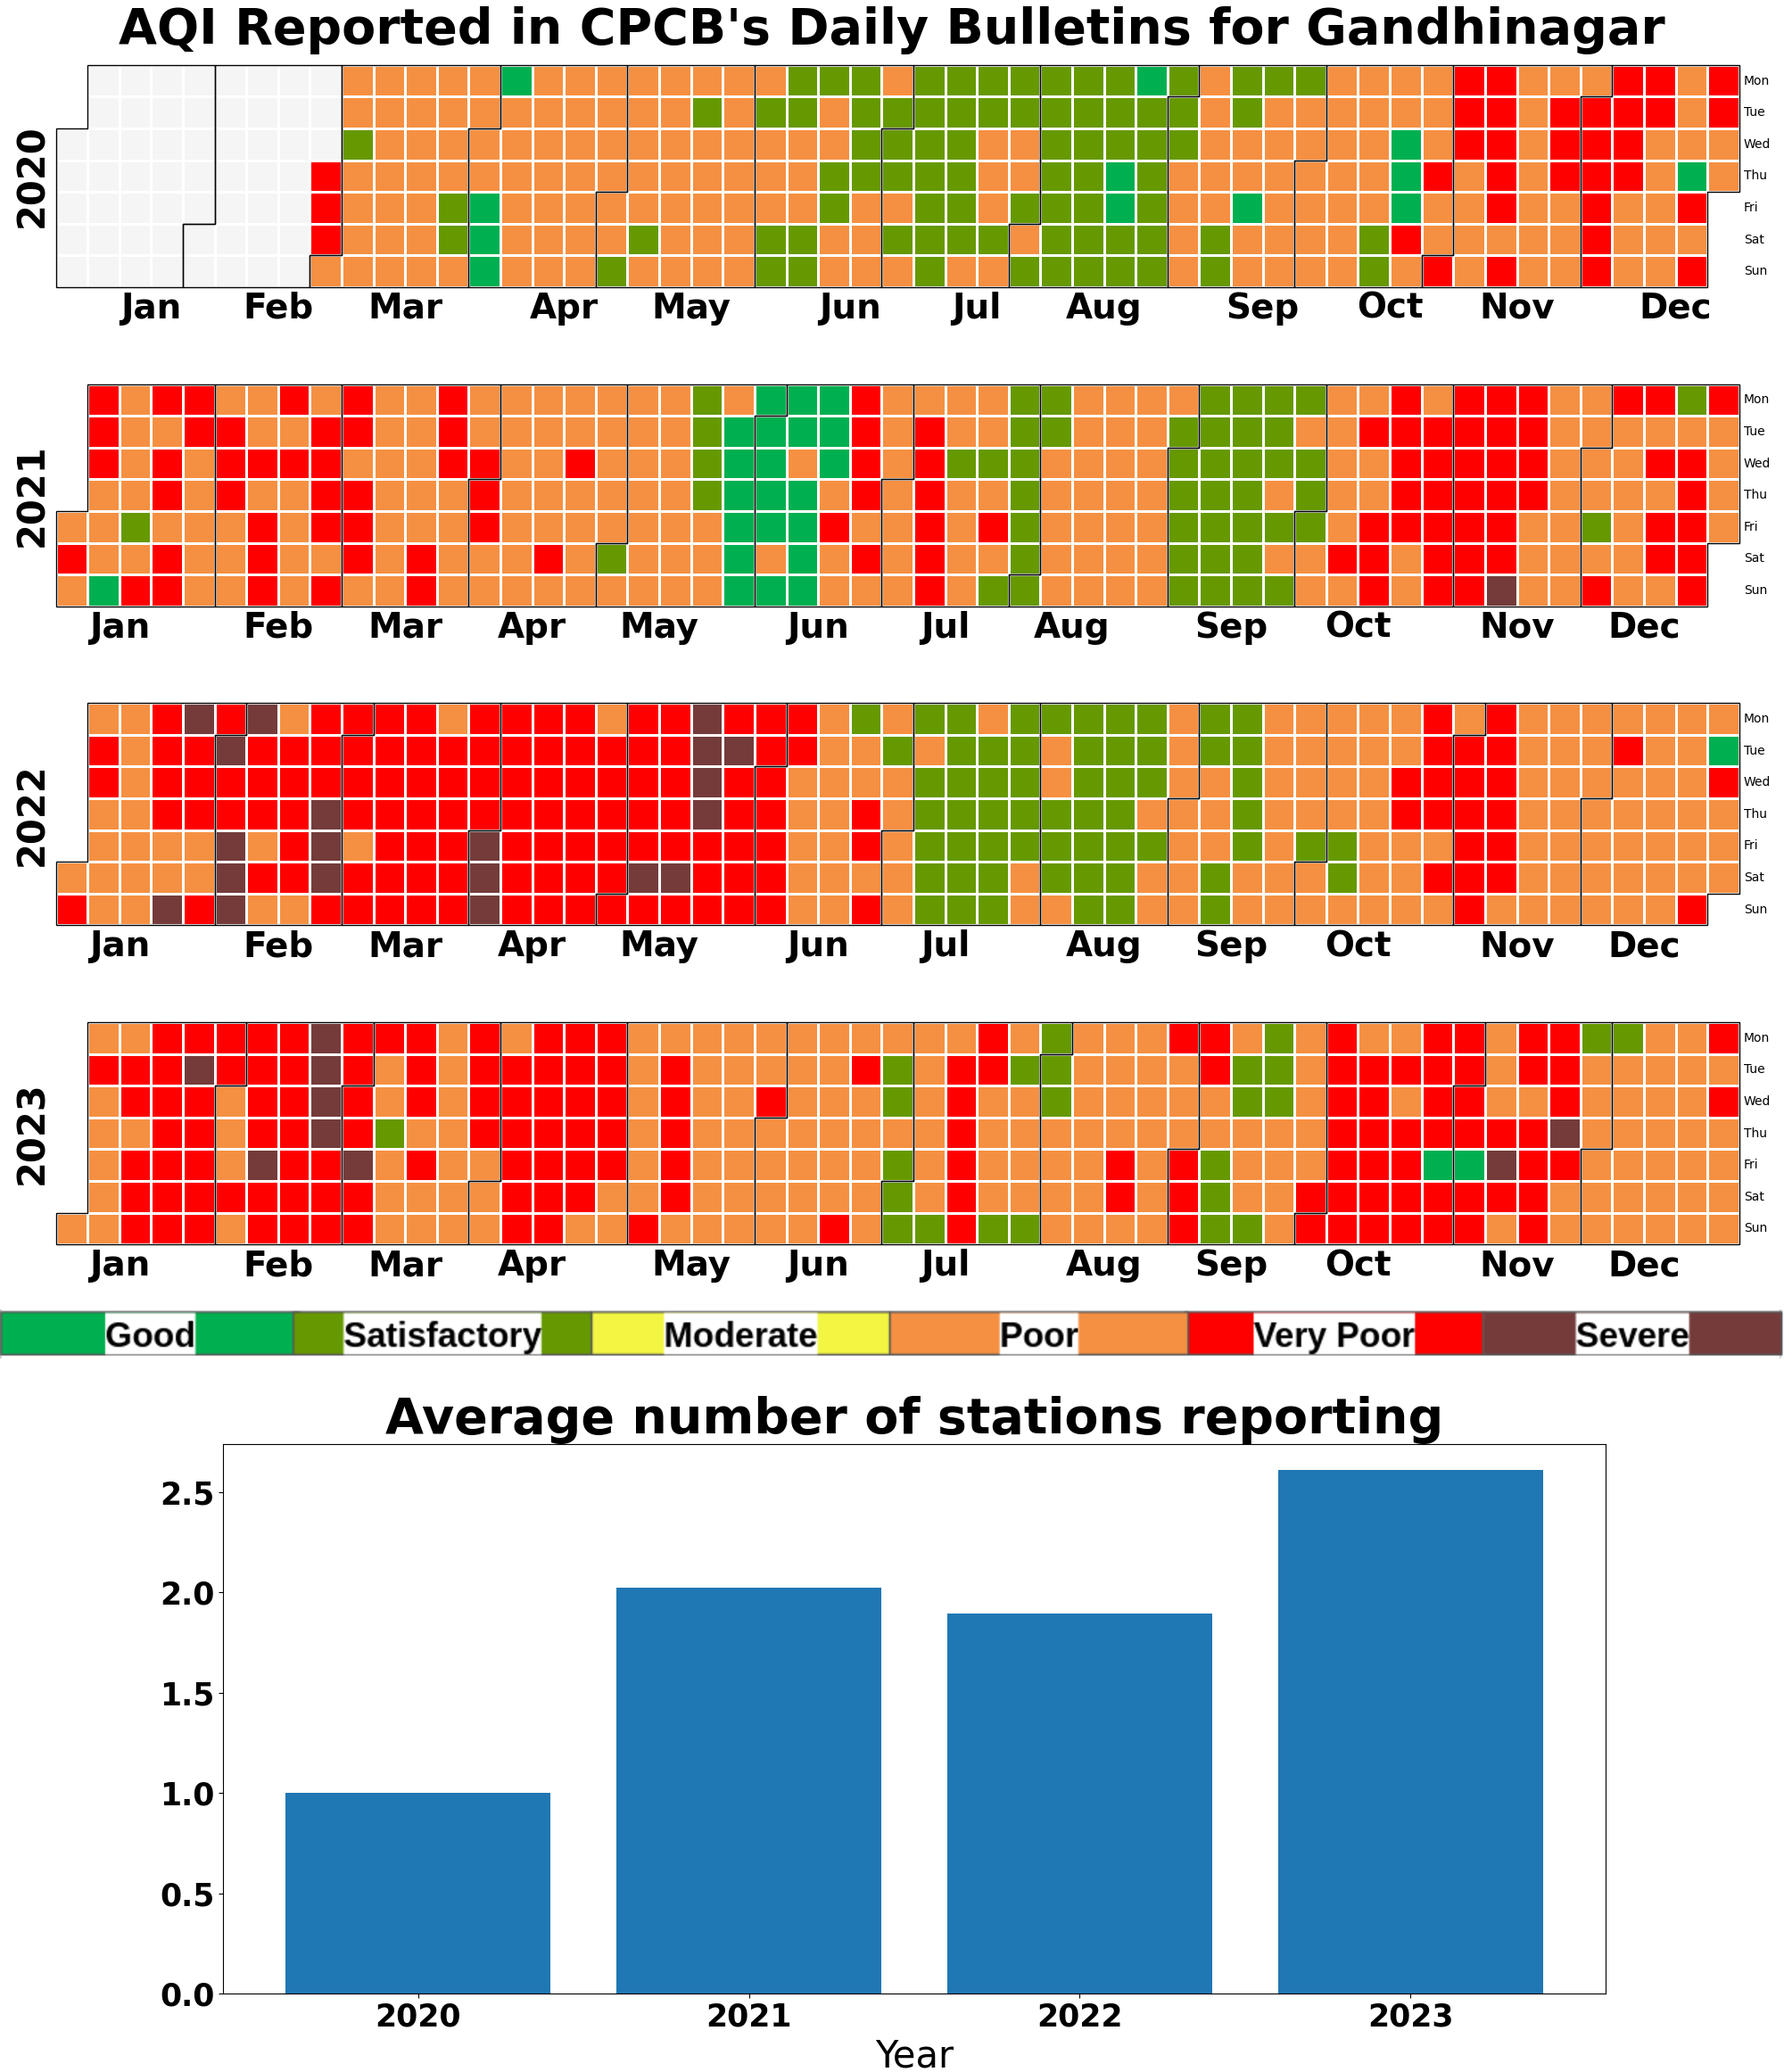 AQI Reported in CPCB's Daily Bulletins for Gandhinagar
2020
Mon
Tue
Wed
Thu
Fri
Sat
Sun
Jan Feb Mar Apr May Jun Jul Aug Sep Oct Nov Dec
2021
Mon
Tue
Wed
Thu
Fri
Sat
Sun
Jan Feb Mar Apr May Jun Jul Aug Sep Oct Nov Dec
2022
Mon
Tue
Wed
Thu
Fri
Sat
Sun
Jan Feb Mar Apr May Jun Jul Aug Sep Oct Nov Dec
2023
Mon
Tue
Wed
Thu
Fri
Sat
Sun
Jan Feb Mar Apr May Jun Jul Aug Sep Oct Nov Dec
Good Satisfactory Moderate Poor Very Poor Severe
Average number of stations reporting
2.5
2.0
1.5
1.0
0.5
0.0
2020 2021 2022 2023
Year